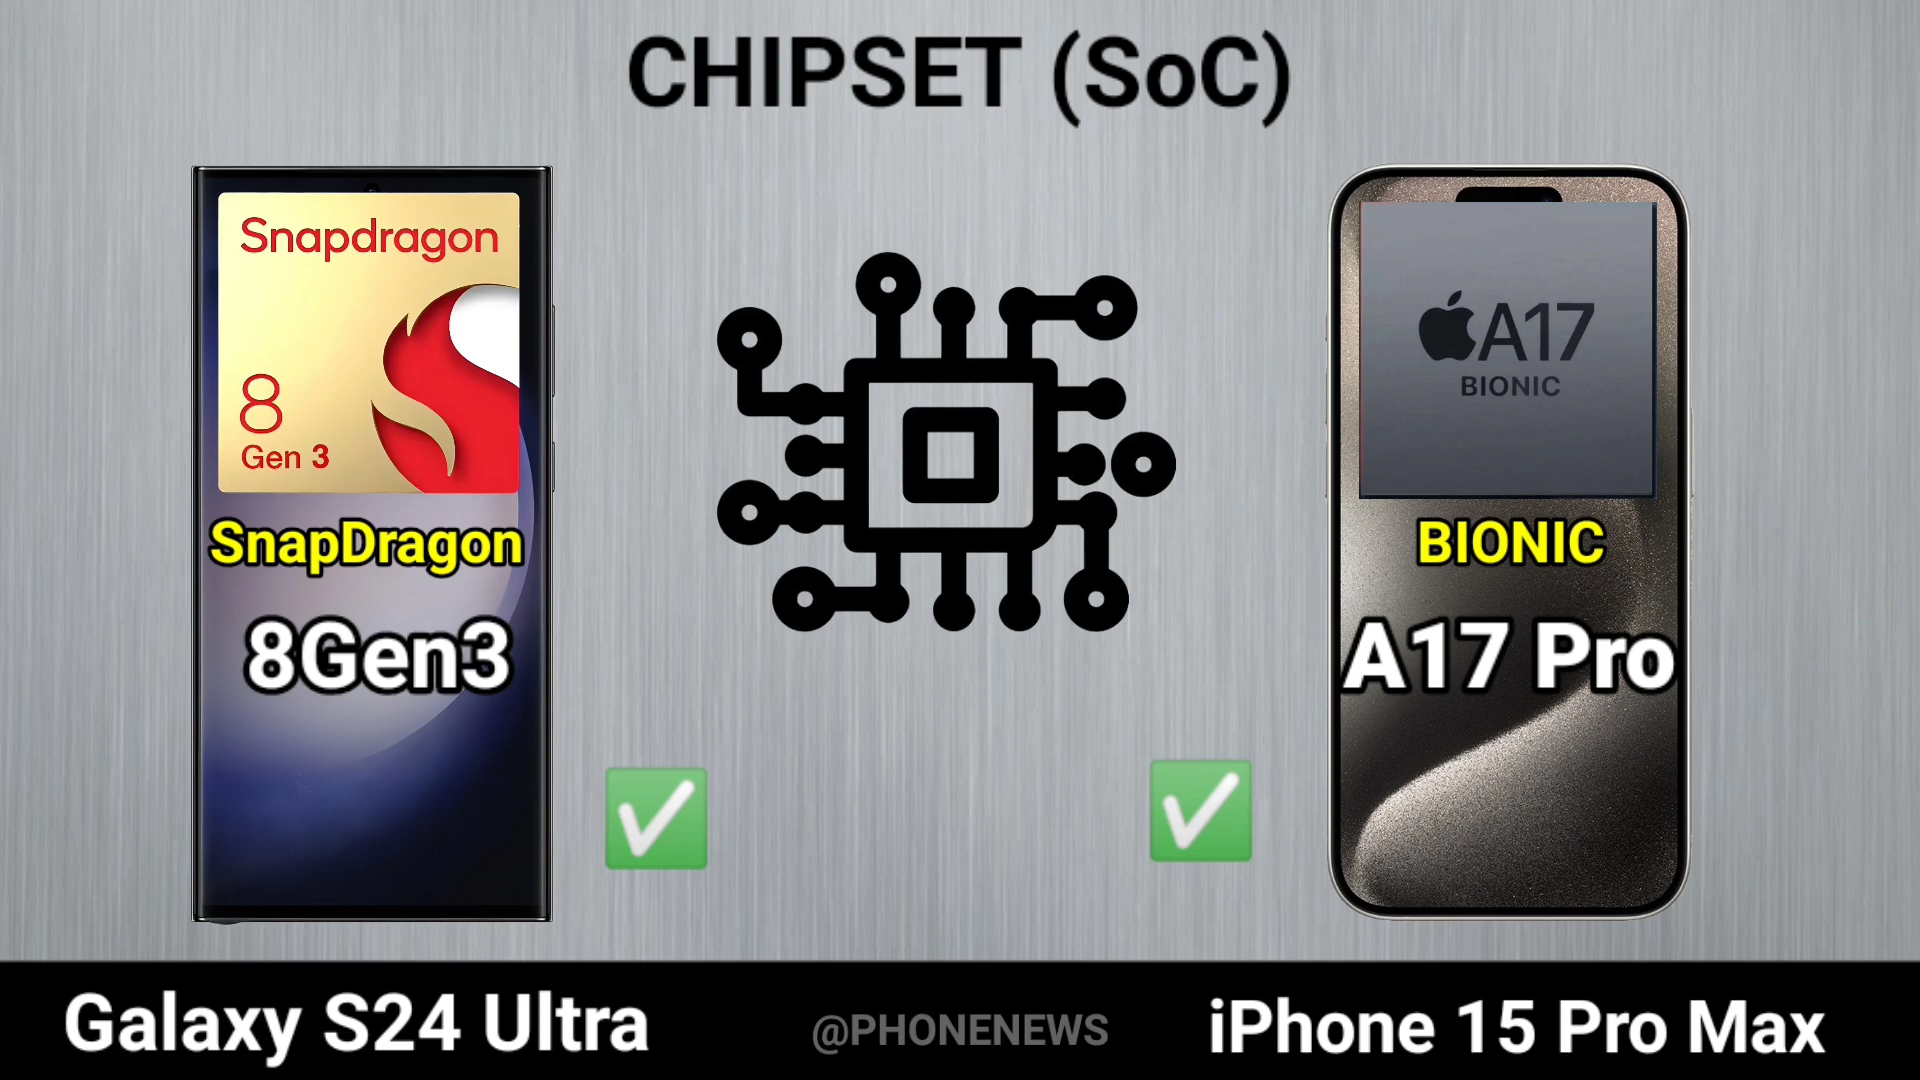 CHIPSET (SoC)
Snapdragon
8
Gen 3
SnapDragon
8Gen3
A17
BIONIC
BIONIC
A17 Pro
Galaxy S24 Ultra
@PHONENEWS
iPhone 15 Pro Max